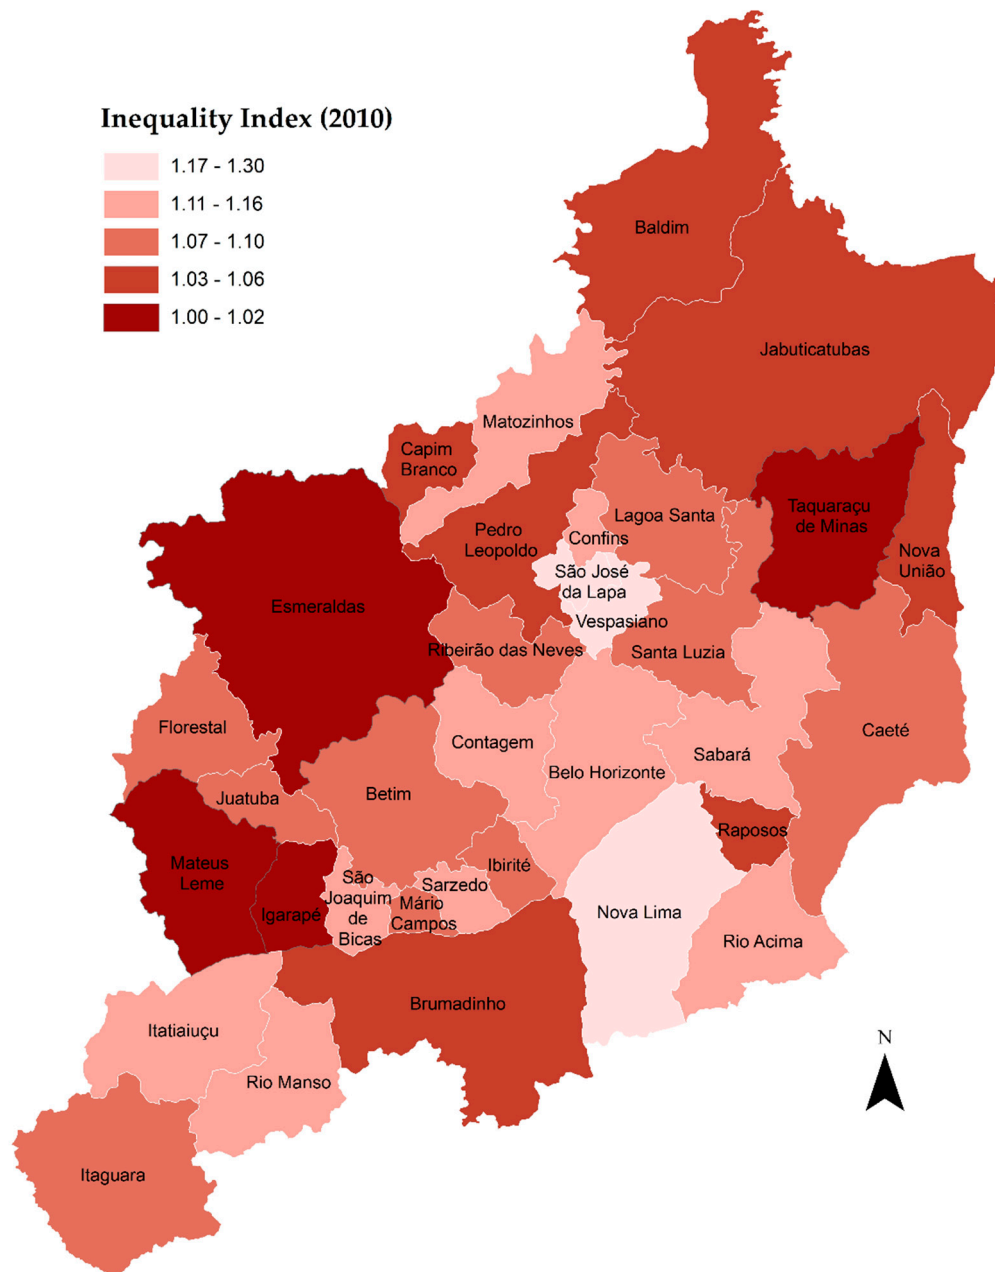 Inequality Index (2010)
1.17 - 1.30
1.11 - 1.16
1.07 - 1.10
1.03 - 1.06
1.00 - 1.02
Baldim
Jabuticatubas
Matozinhos
Capim
Branco
Pedro
Leopoldo
Lagoa Santa
Confins
Taquaraçu
de Minas
Nova
União
São José
da Lapa
Vespasiano
Esmeraldas
Ribeirão das Neves
Santa Luzia
Florestal
Contagem
Belo Horizonte
Sabará
Caeté
Juatuba
Betim
Raposos
Mateus
Leme
Igarapé
São
Joaquim
de
Bicas
Mário
Campos
Sarzedo
Ibirité
Nova Lima
Rio Acima
Brumadinho
Itatiaiuçu
Rio Manso
Itaguara
N